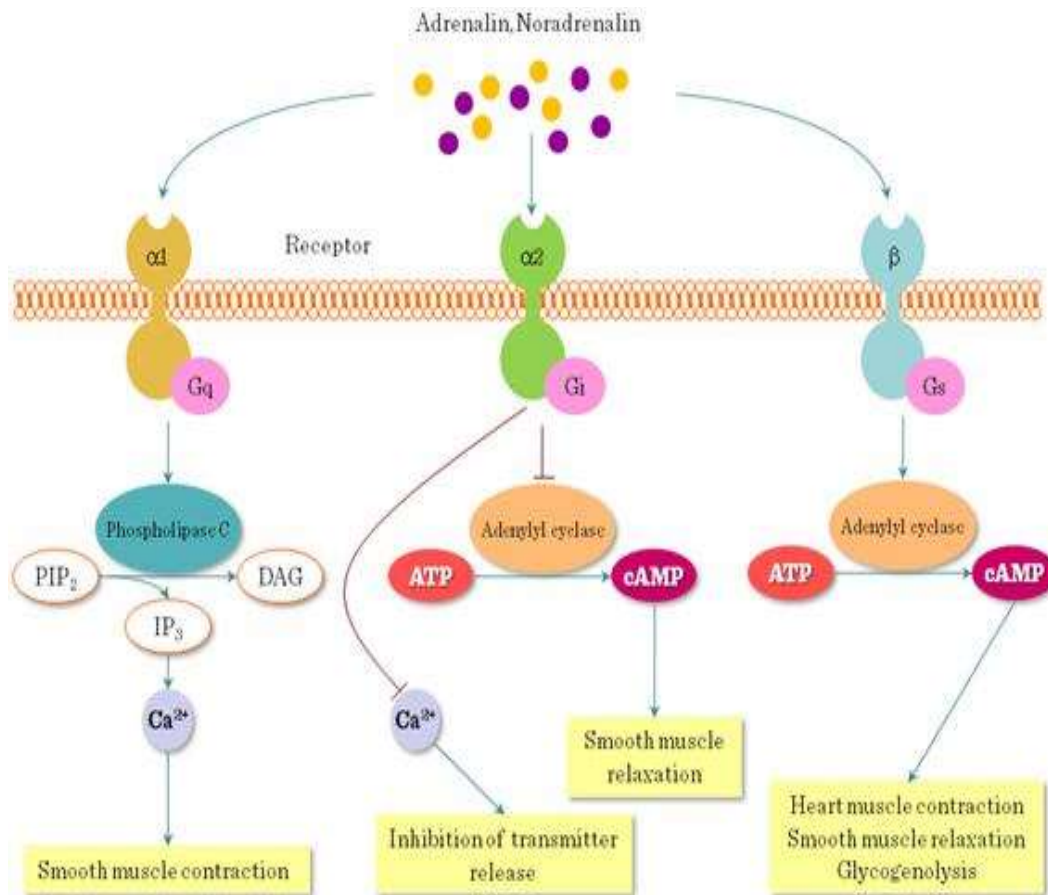 Adrenalin, Noradrenalin
Receptor
α1
α2
β
Gq
Gi
Gs
Phospholipase C
Adenylyl cyclase
Adenylyl cyclase
PIP₂
DAG
ATP
cAMP
ATP
cAMP
IP₃
Ca²⁺
Ca²⁺
Smooth muscle
relaxation
Heart muscle contraction
Smooth muscle relaxation
Glycogenolysis
Inhibition of transmitter
release
Smooth muscle contraction